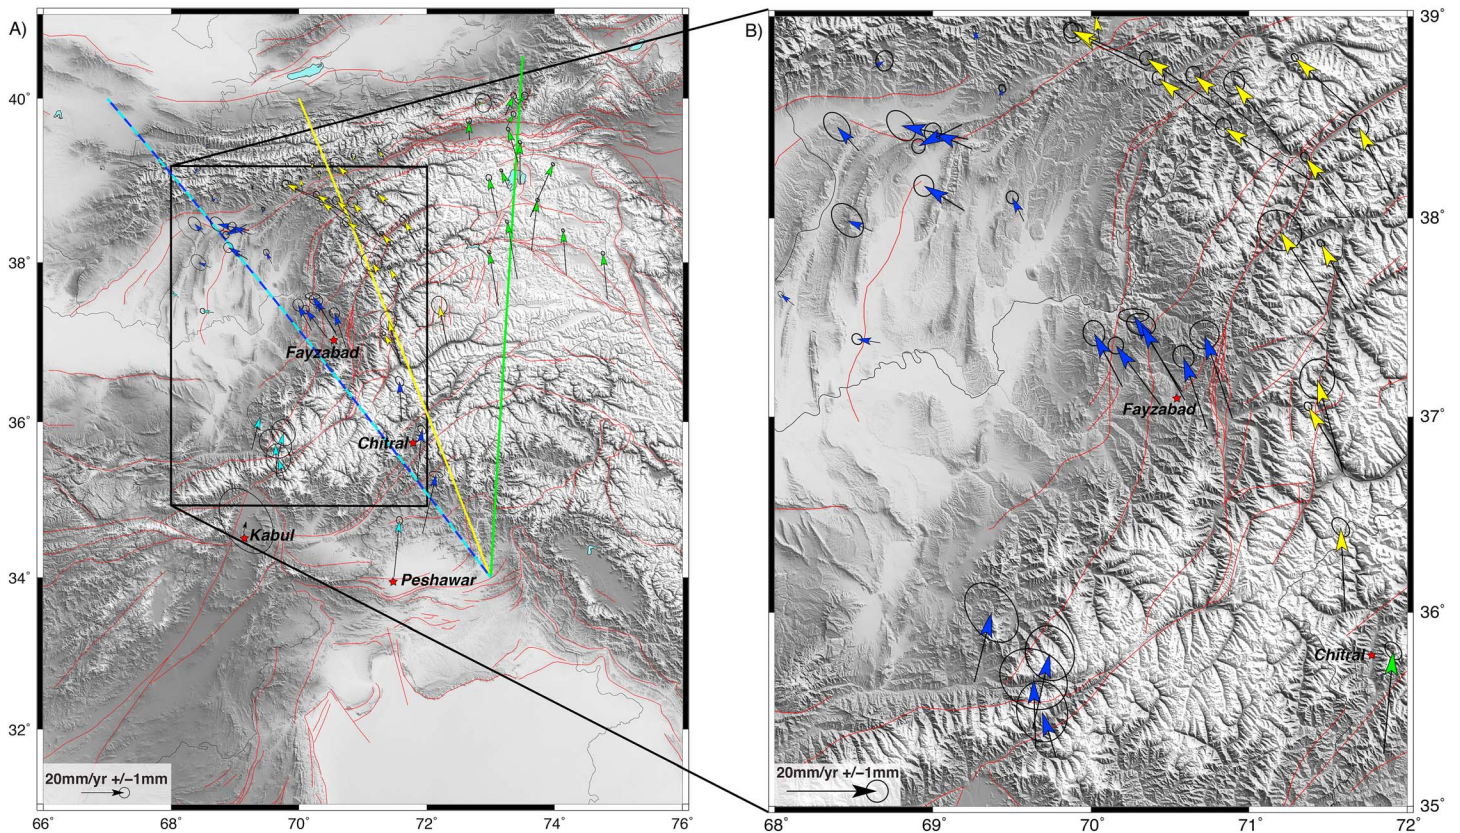 A)
40°
38°
36°
34°
32°
66
68
70
72
74
76
Fayzabad
Chitral
Kabul
Peshawar
20mm/yr +/−1mm
B)
39°
38°
37°
36°
35°
68
69
70
71
72
Fayzabad
Chitral
20mm/yr +/−1mm